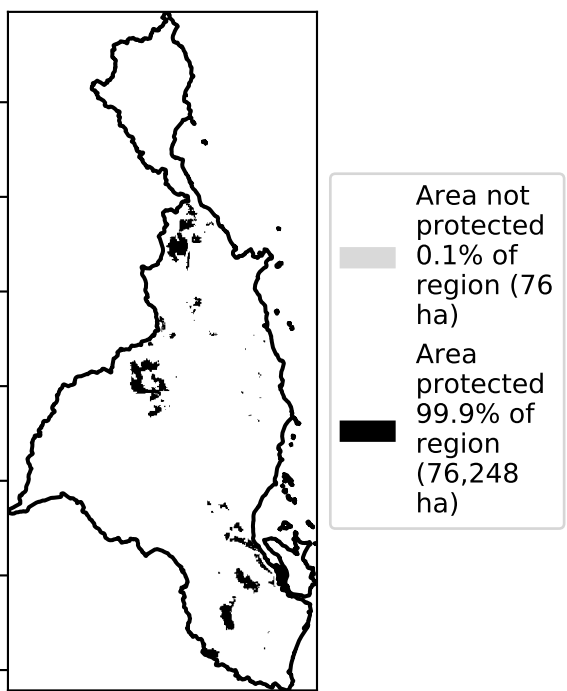 Area not
protected
0.1% of
region (76
ha)
Area
protected
99.9% of
region
(76,248
ha)